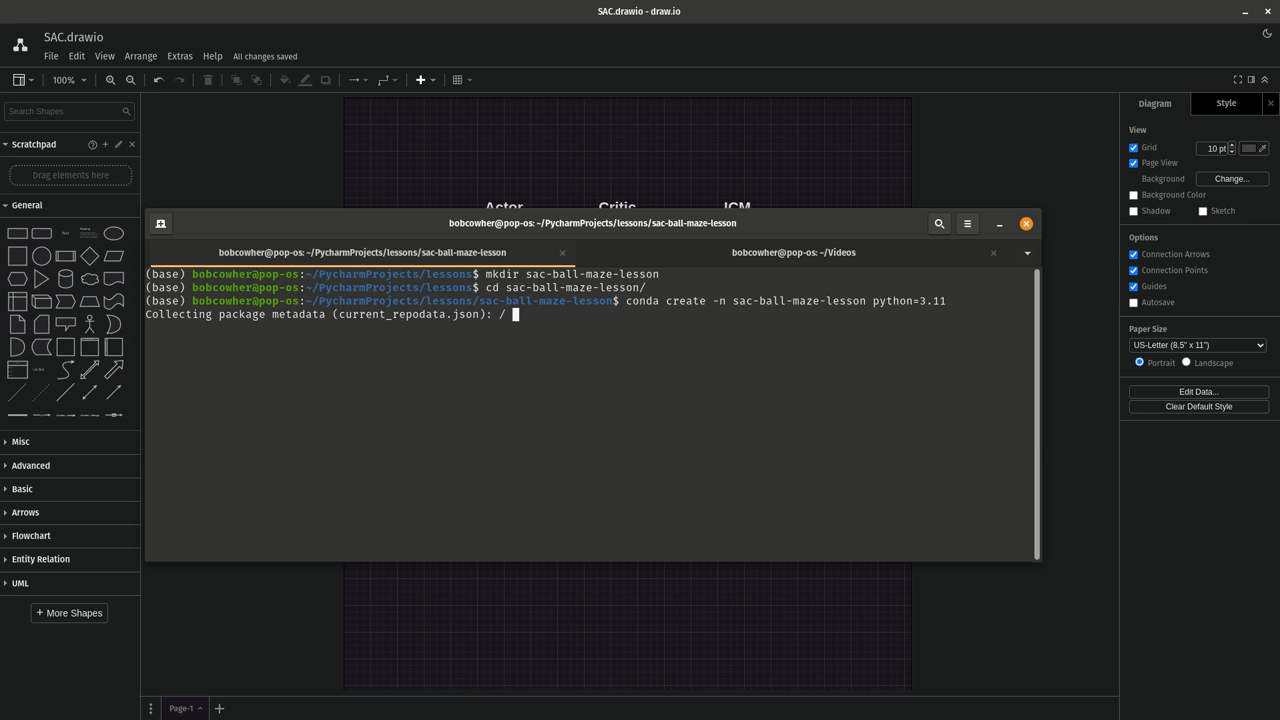 SAC.drawio - draw.io
SAC.drawio
File Edit View Arrange Extras Help All changes saved
100%
Search Shapes
Scratchpad
Drag elements here
General
Text
Heading
Misc
Advanced
Basic
Arrows
Flowchart
Entity Relation
UML
+ More Shapes
Actor Critic ICM
bobcowher@pop-os: ~/PycharmProjects/lessons/sac-ball-maze-lesson
bobcowher@pop-os: ~/PycharmProjects/lessons/sac-ball-maze-lesson
bobcowher@pop-os: ~/Videos
(base) bobcowher@pop-os:~/PycharmProjects/lessons$ mkdir sac-ball-maze-lesson
(base) bobcowher@pop-os:~/PycharmProjects/lessons$ cd sac-ball-maze-lesson/
(base) bobcowher@pop-os:~/PycharmProjects/lessons/sac-ball-maze-lesson$ conda create -n sac-ball-maze-lesson python=3.11
Collecting package metadata (current_repodata.json): /
Diagram Style
View
Grid 10 pt
Page View
Background Change...
Background Color
Shadow Sketch
Options
Connection Arrows
Connection Points
Guides
Autosave
Paper Size
US-Letter (8,5" x 11")
Portrait Landscape
Edit Data...
Clear Default Style
Page-1